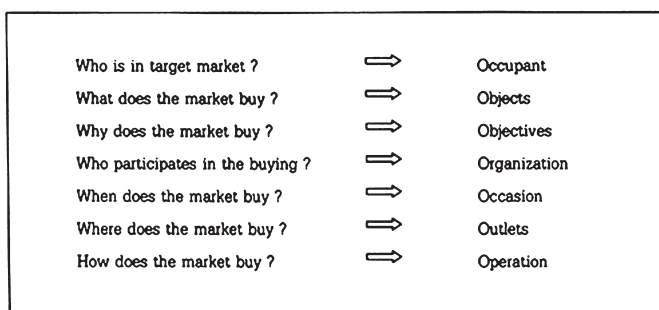 Who is in target market ? ⇒ Occupant
What does the market buy ? ⇒ Objects
Why does the market buy ? ⇒ Objectives
Who participates in the buying ? ⇒ Organization
When does the market buy ? ⇒ Occasion
Where does the market buy ? ⇒ Outlets
How does the market buy ? ⇒ Operation